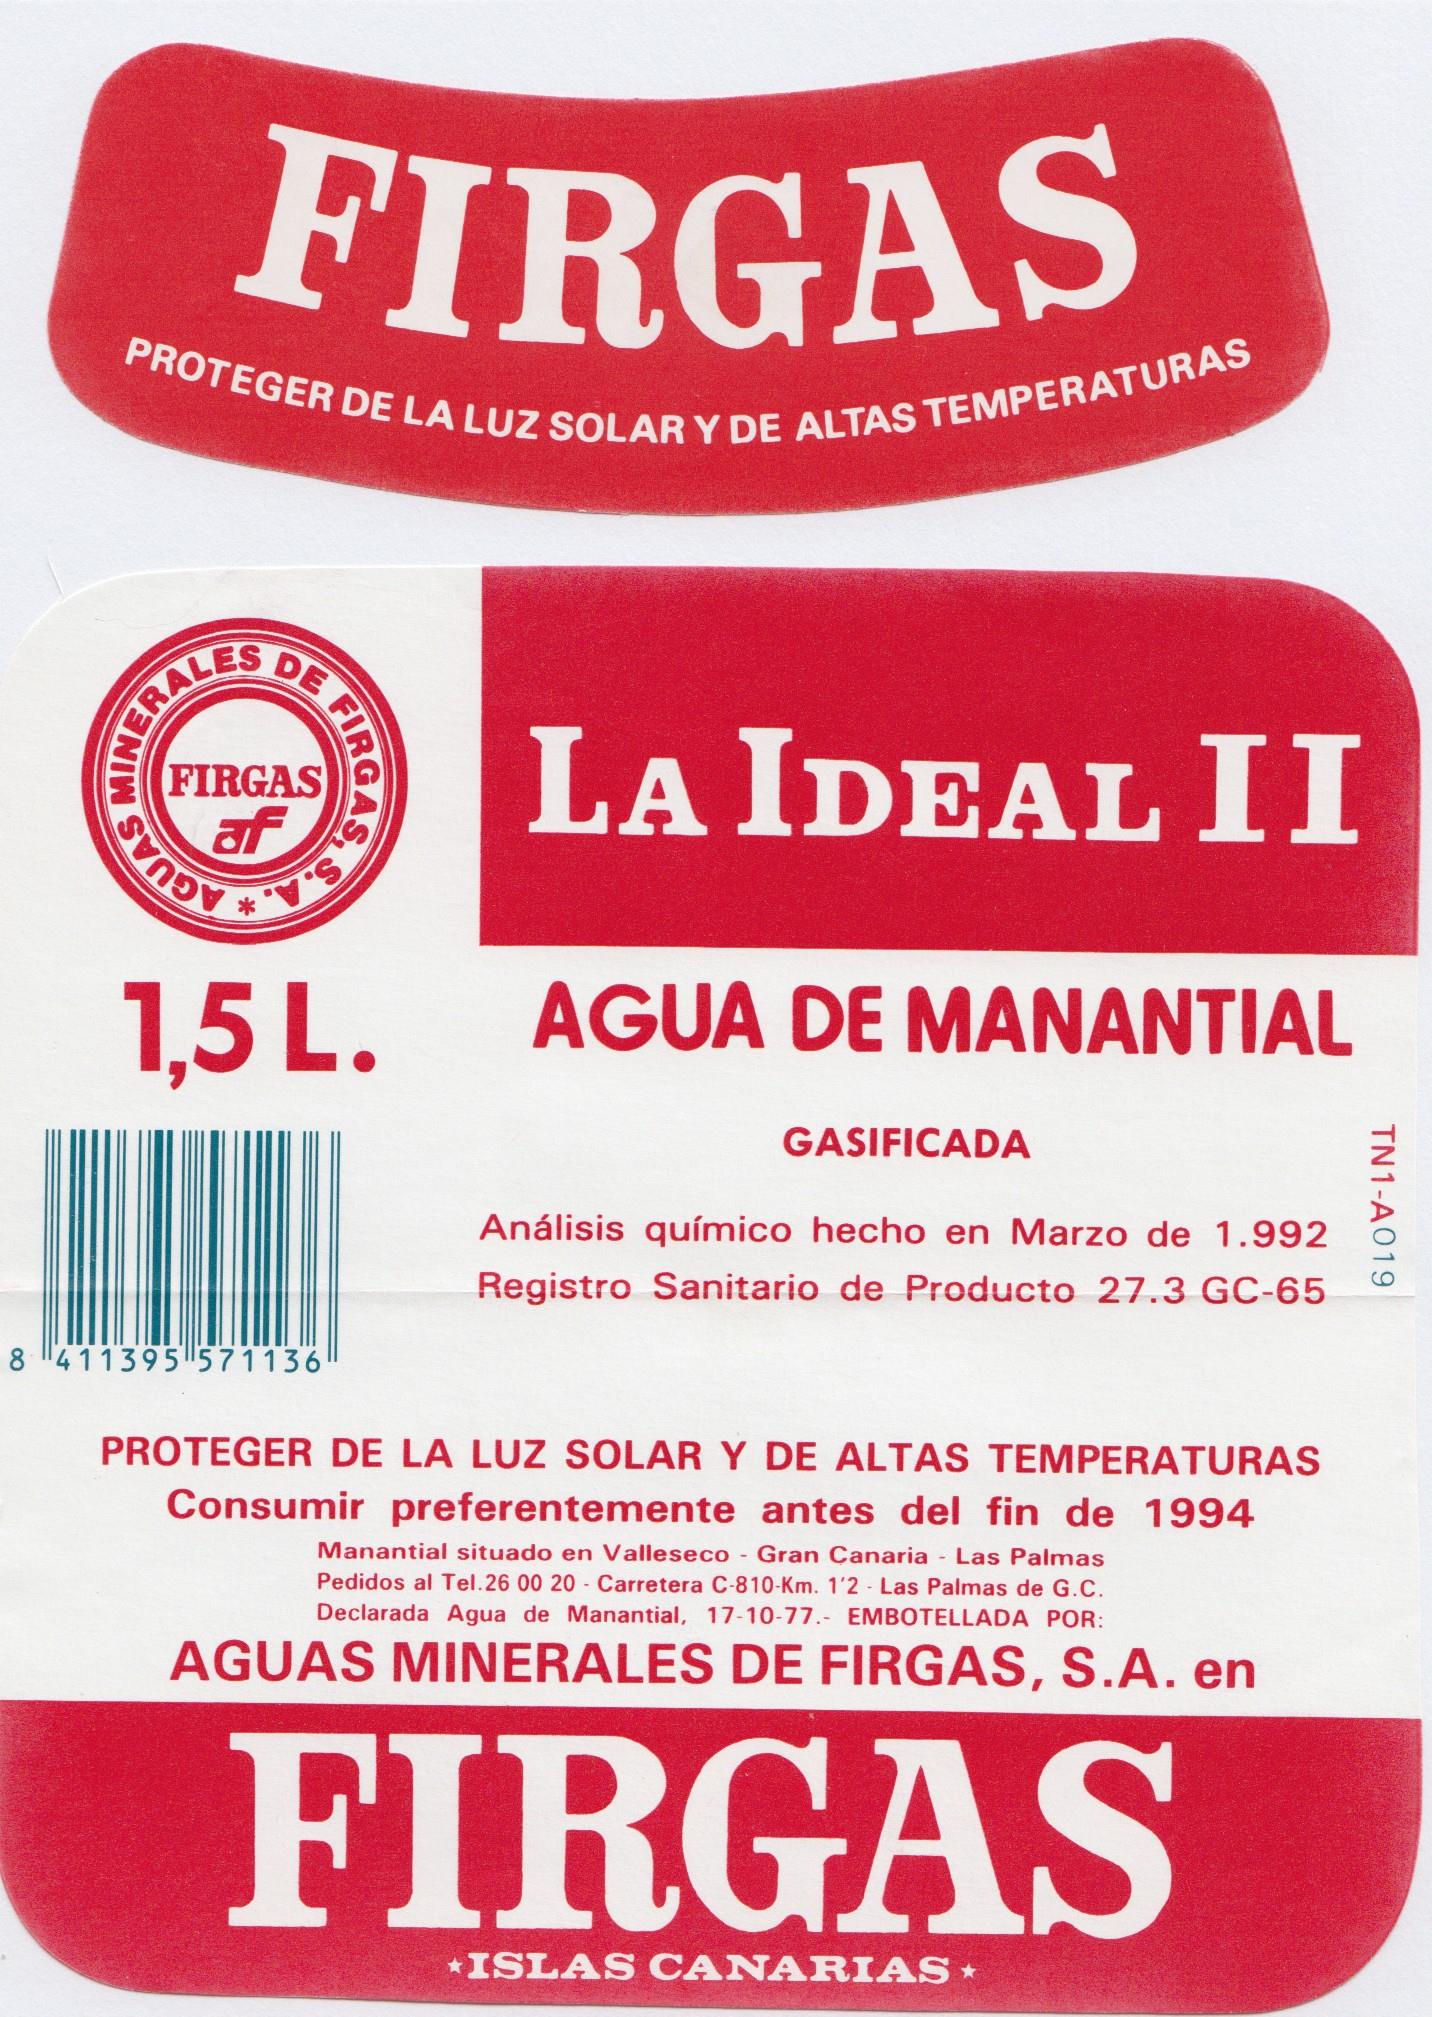 FIRGAS
PROTEGER DE LA LUZ SOLAR Y DE ALTAS TEMPERATURAS
AGUAS MINERALES DE FIRGAS, S.A. *
FIRGAS
af
LA IDEAL II
1,5 L.
AGUA DE MANANTIAL
GASIFICADA
TN1-A019
Análisis químico hecho en Marzo de 1.992
Registro Sanitario de Producto 27.3 GC-65
8 411395 571136
PROTEGER DE LA LUZ SOLAR Y DE ALTAS TEMPERATURAS
Consumir preferentemente antes del fin de 1994
Manantial situado en Valleseco - Gran Canaria - Las Palmas
Pedidos al Tel.26 00 20 - Carretera C-810-Km. 1'2 - Las Palmas de G.C.
Declarada Agua de Manantial, 17-10-77.- EMBOTELLADA POR:
AGUAS MINERALES DE FIRGAS, S.A. en
FIRGAS
★ISLAS CANARIAS★